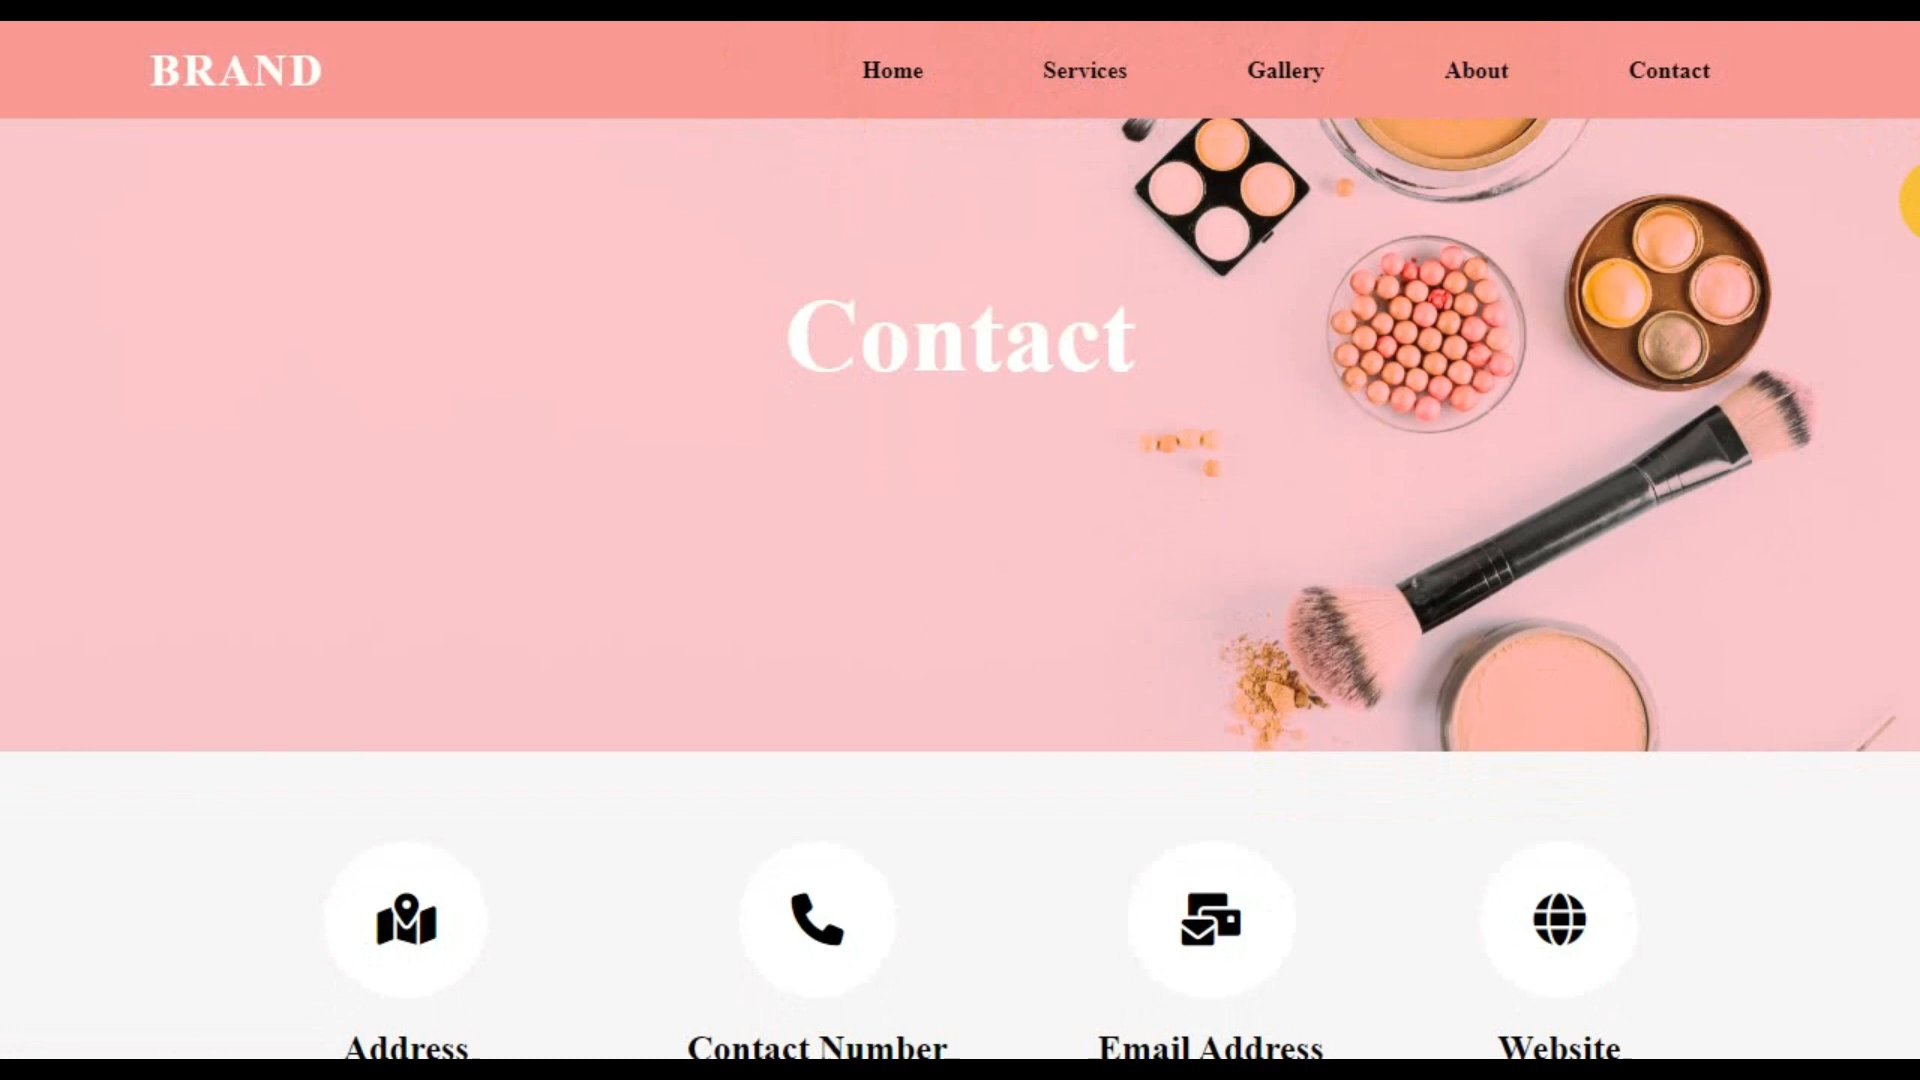 BRAND
Home Services Gallery About Contact
Contact
Address Contact Number Email Address Website